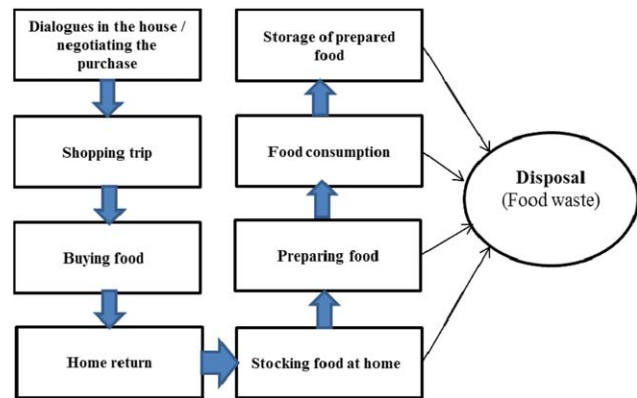 Dialogues in the house /
negotiating the
purchase
Shopping trip
Buying food
Home return
Storage of prepared
food
Food consumption
Preparing food
Stocking food at home
Disposal
(Food waste)